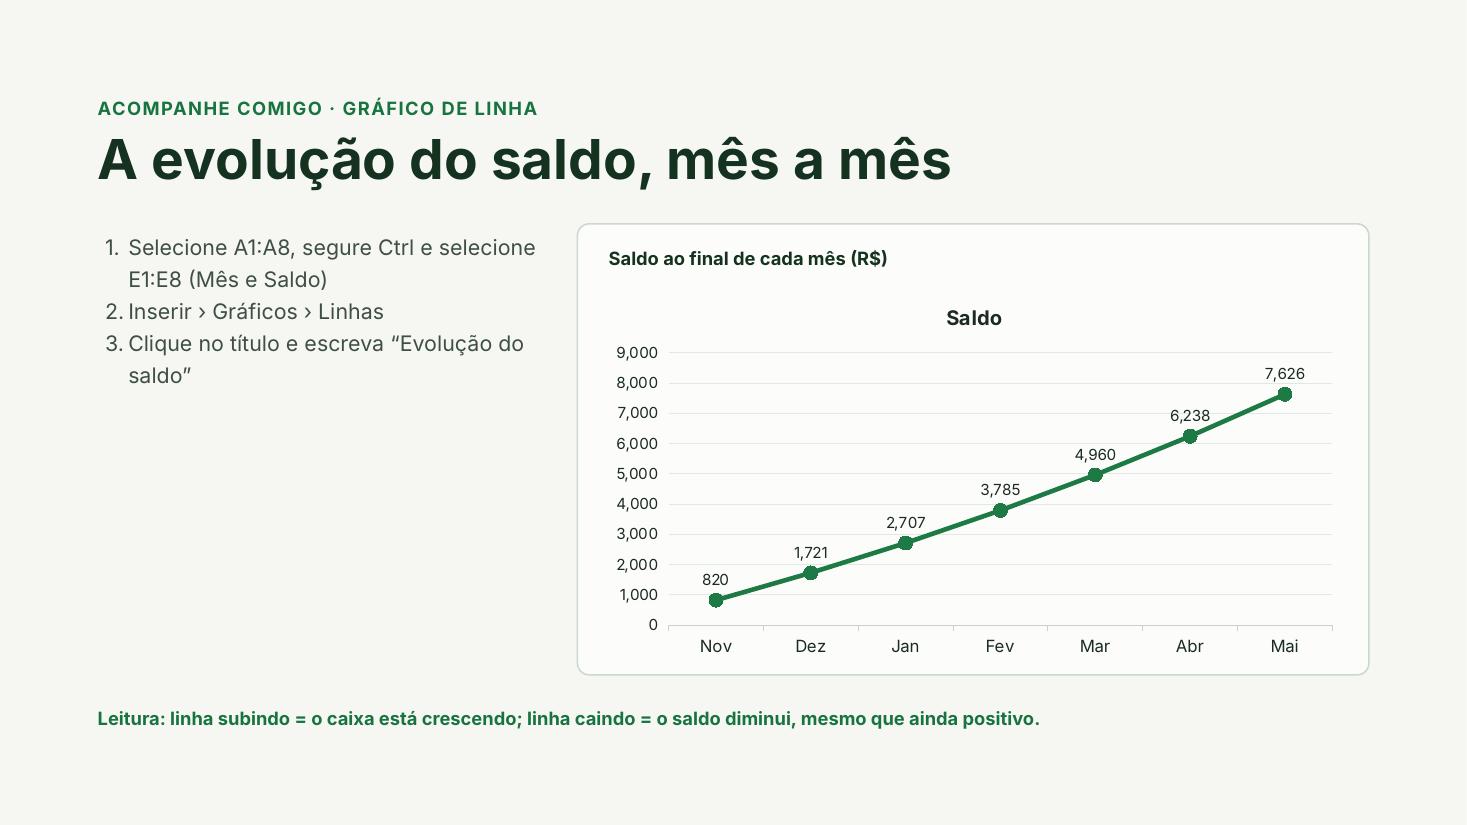 ACOMPANHE COMIGO · GRÁFICO DE LINHA
A evolução do saldo, mês a mês
1. Selecione A1:A8, segure Ctrl e selecione
E1:E8 (Mês e Saldo)
2. Inserir › Gráficos › Linhas
3. Clique no título e escreva “Evolução do
saldo”
Saldo ao final de cada mês (R$)
Saldo
9,000
8,000
7,000
6,000
5,000
4,000
3,000
2,000
1,000
0
820
1,721
2,707
3,785
4,960
6,238
7,626
Nov Dez Jan Fev Mar Abr Mai
Leitura: linha subindo = o caixa está crescendo; linha caindo = o saldo diminui, mesmo que ainda positivo.